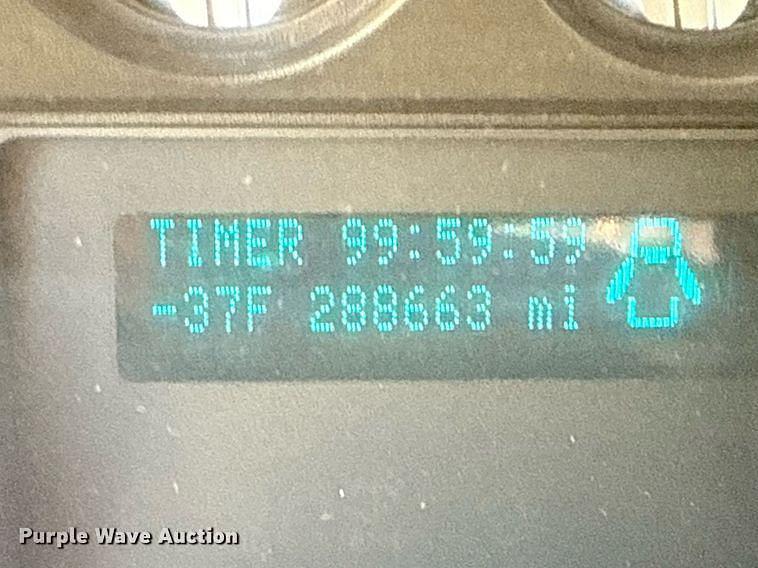 TIMER 99:59:59
-37F 288663 mi
Purple Wave Auction